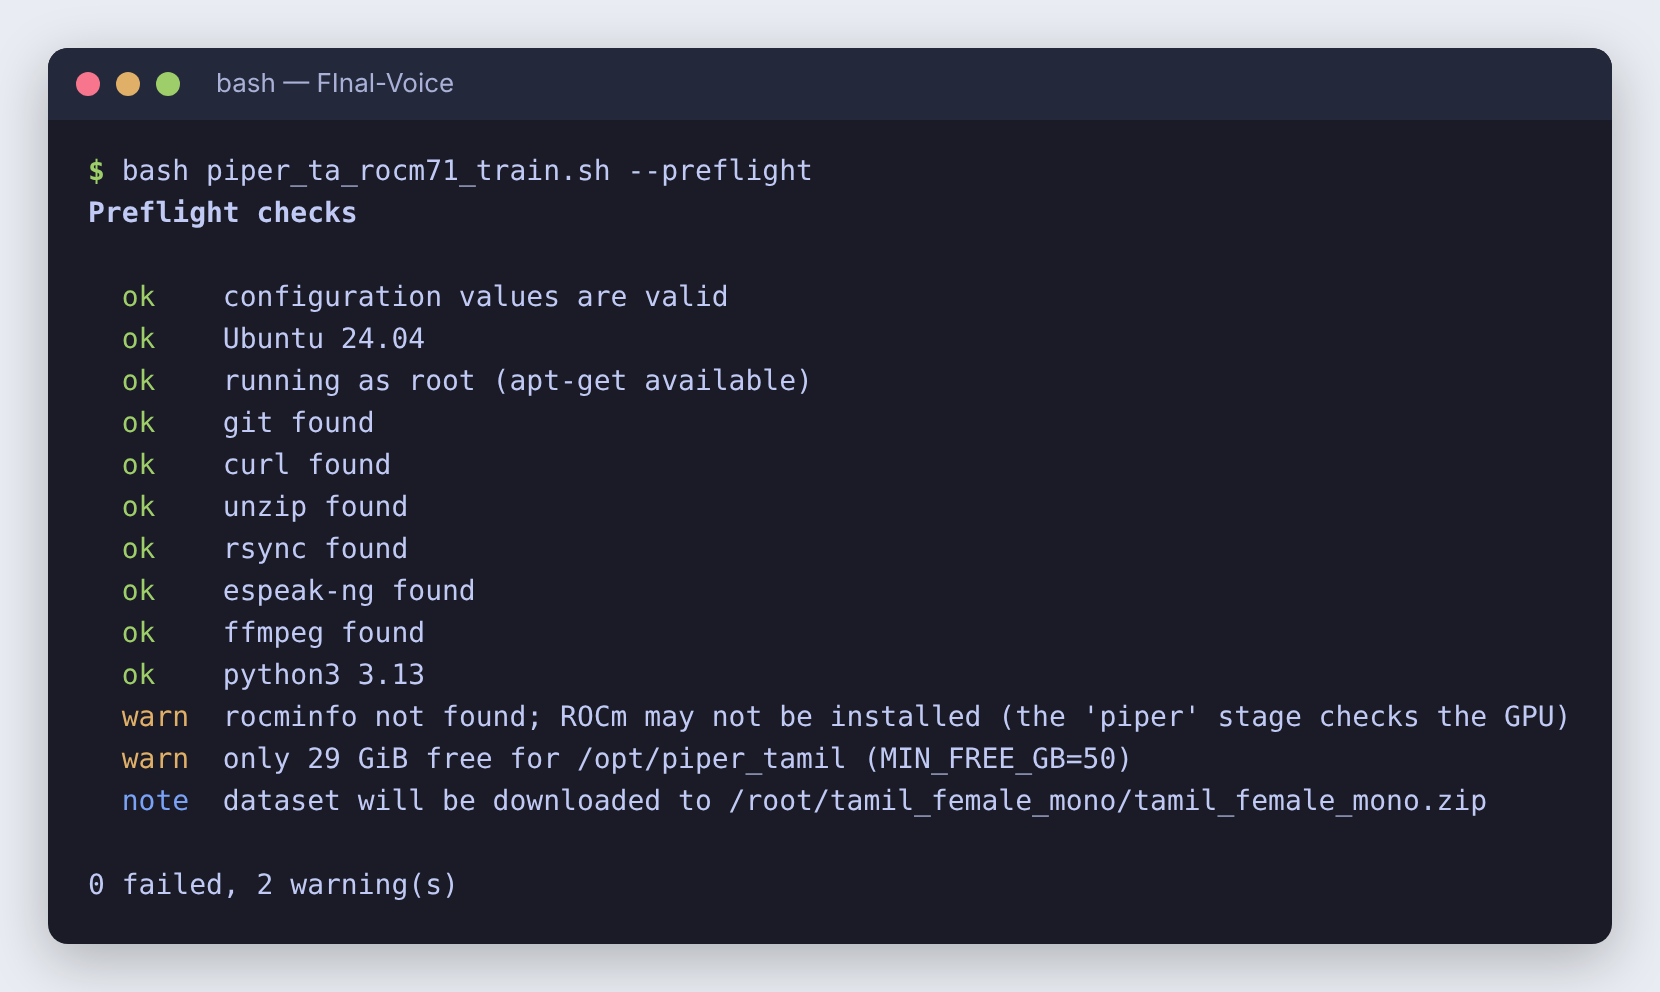 bash — FInal-Voice
$ bash piper_ta_rocm71_train.sh --preflight
Preflight checks
ok configuration values are valid
ok Ubuntu 24.04
ok running as root (apt-get available)
ok git found
ok curl found
ok unzip found
ok rsync found
ok espeak-ng found
ok ffmpeg found
ok python3 3.13
warn rocminfo not found; ROCm may not be installed (the 'piper' stage checks the GPU)
warn only 29 GiB free for /opt/piper_tamil (MIN_FREE_GB=50)
note dataset will be downloaded to /root/tamil_female_mono/tamil_female_mono.zip
0 failed, 2 warning(s)